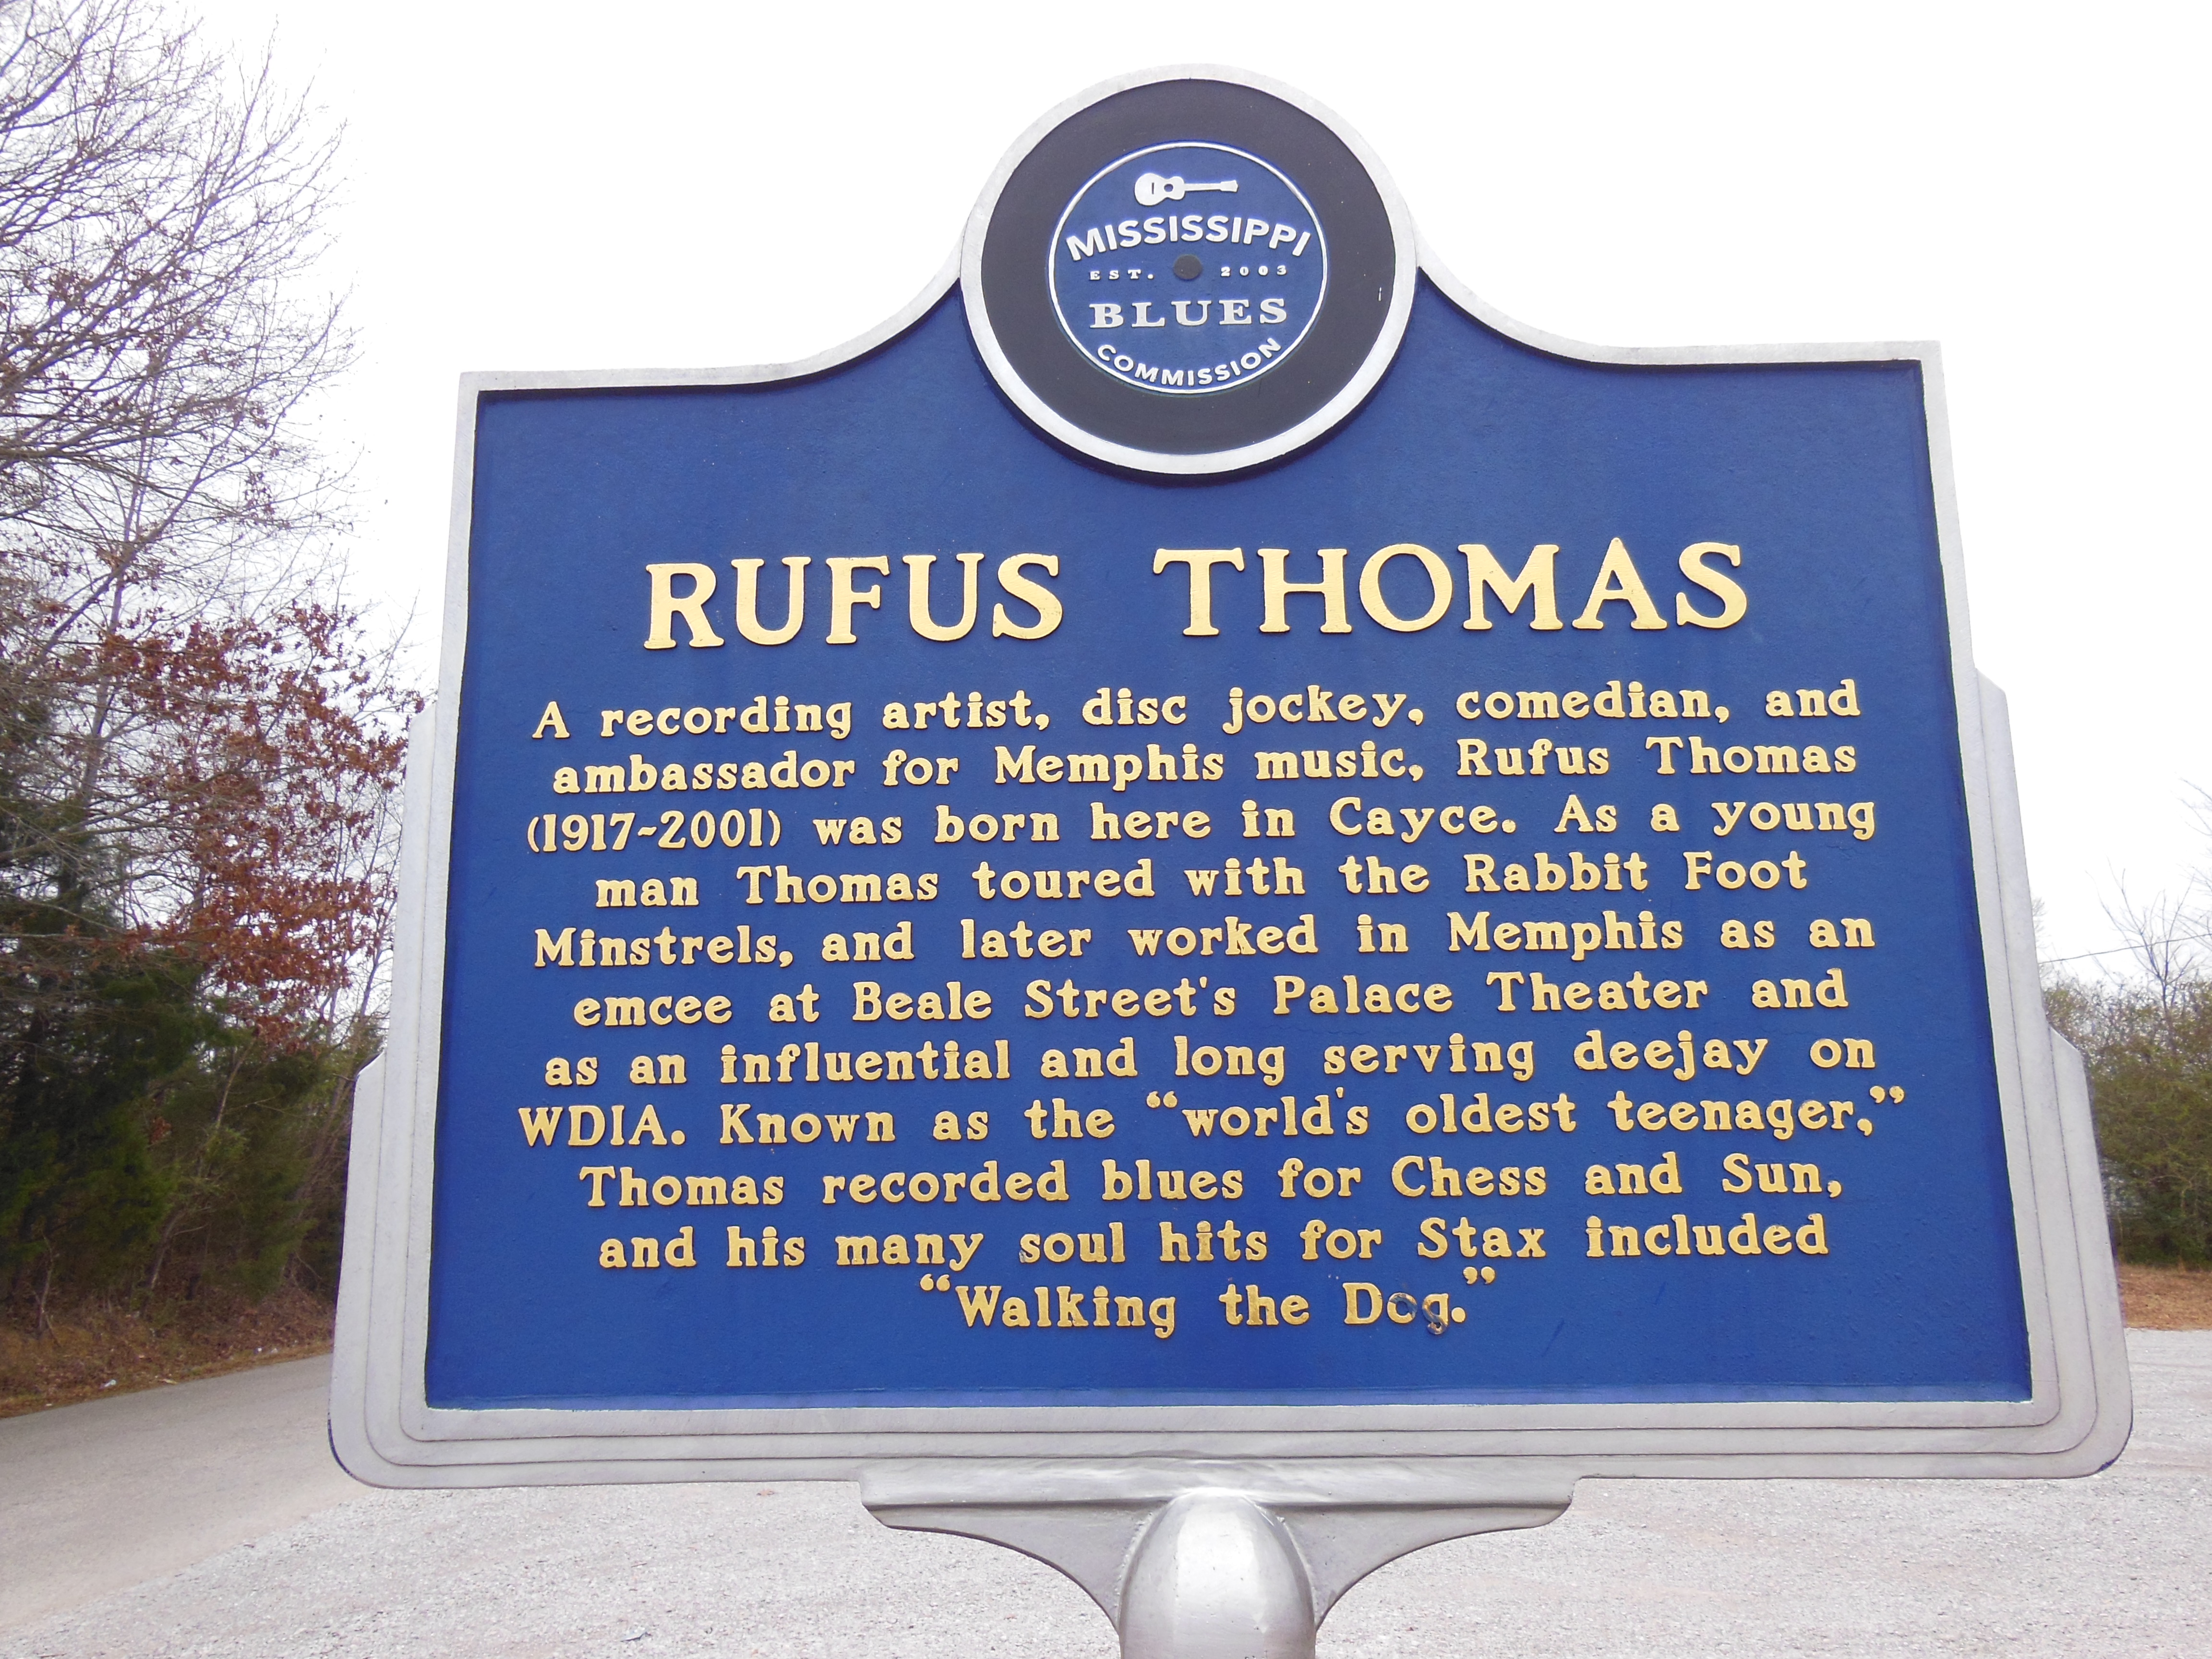 MISSISSIPPI
EST. 2003
BLUES
COMMISSION
RUFUS THOMAS
A recording artist, disc jockey, comedian, and
ambassador for Memphis music, Rufus Thomas
(1917-2001) was born here in Cayce. As a young
man Thomas toured with the Rabbit Foot
Minstrels, and later worked in Memphis as an
emcee at Beale Street's Palace Theater and
as an influential and long serving deejay on
WDIA. Known as the “world's oldest teenager,”
Thomas recorded blues for Chess and Sun,
and his many soul hits for Stax included
“Walking the Dog.”